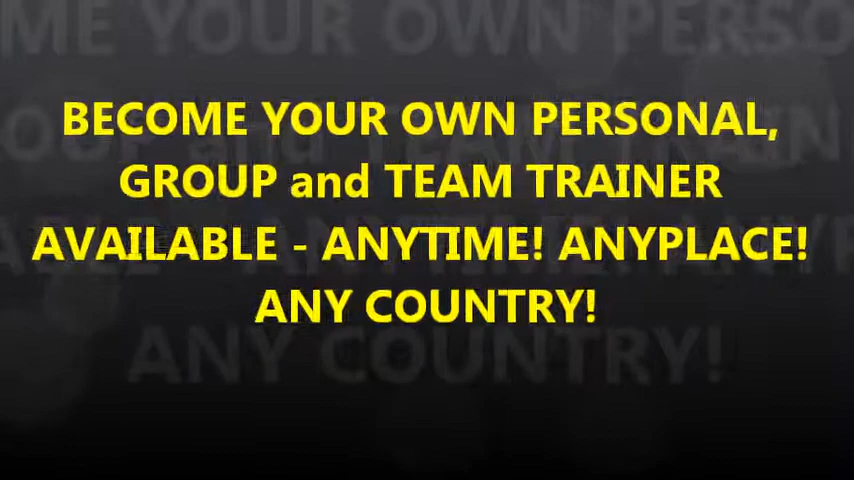 BECOME YOUR OWN PERSONAL,
GROUP and TEAM TRAINER
AVAILABLE - ANYTIME! ANYPLACE!
ANY COUNTRY!